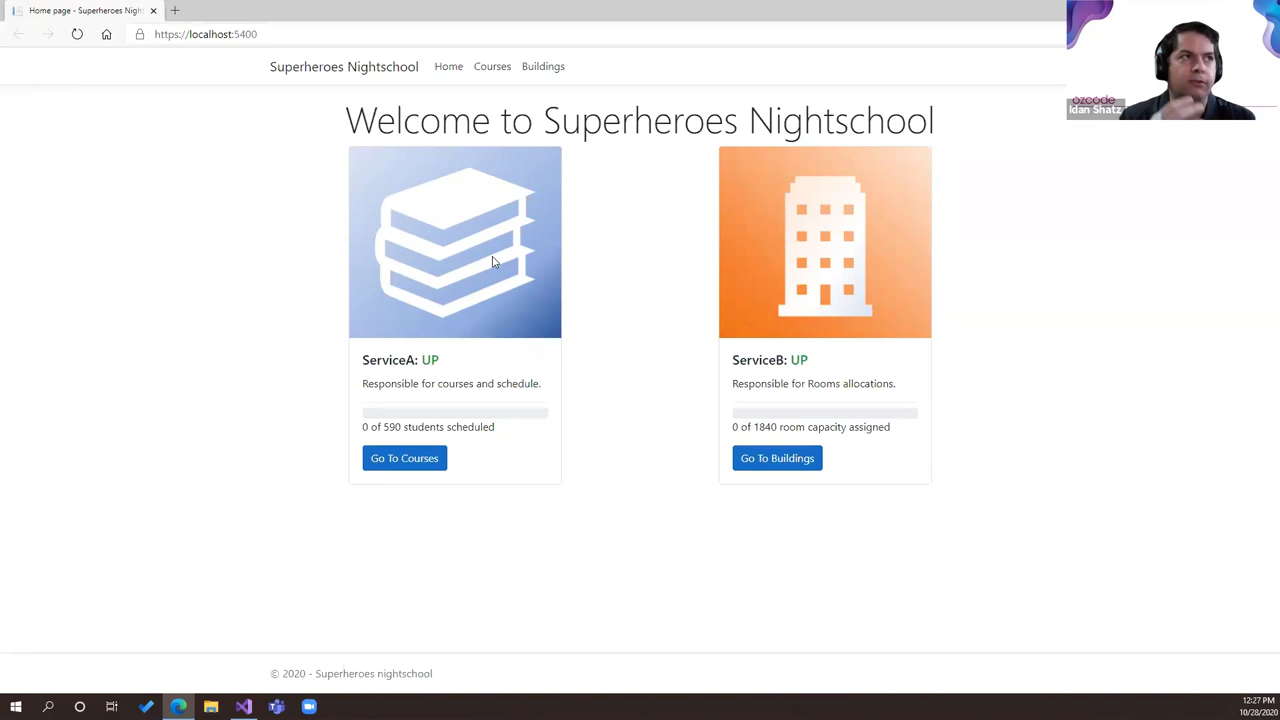 Home page - Superheroes Nigh
https://localhost:5400
Superheroes Nightschool
Home
Courses
Buildings
ozcode
Idan Shatz
Welcome to Superheroes Nightschool
ServiceA: UP
Responsible for courses and schedule.
0 of 590 students scheduled
Go To Courses
ServiceB: UP
Responsible for Rooms allocations.
0 of 1840 room capacity assigned
Go To Buildings
© 2020 - Superheroes nightschool
12:27 PM
10/28/2020